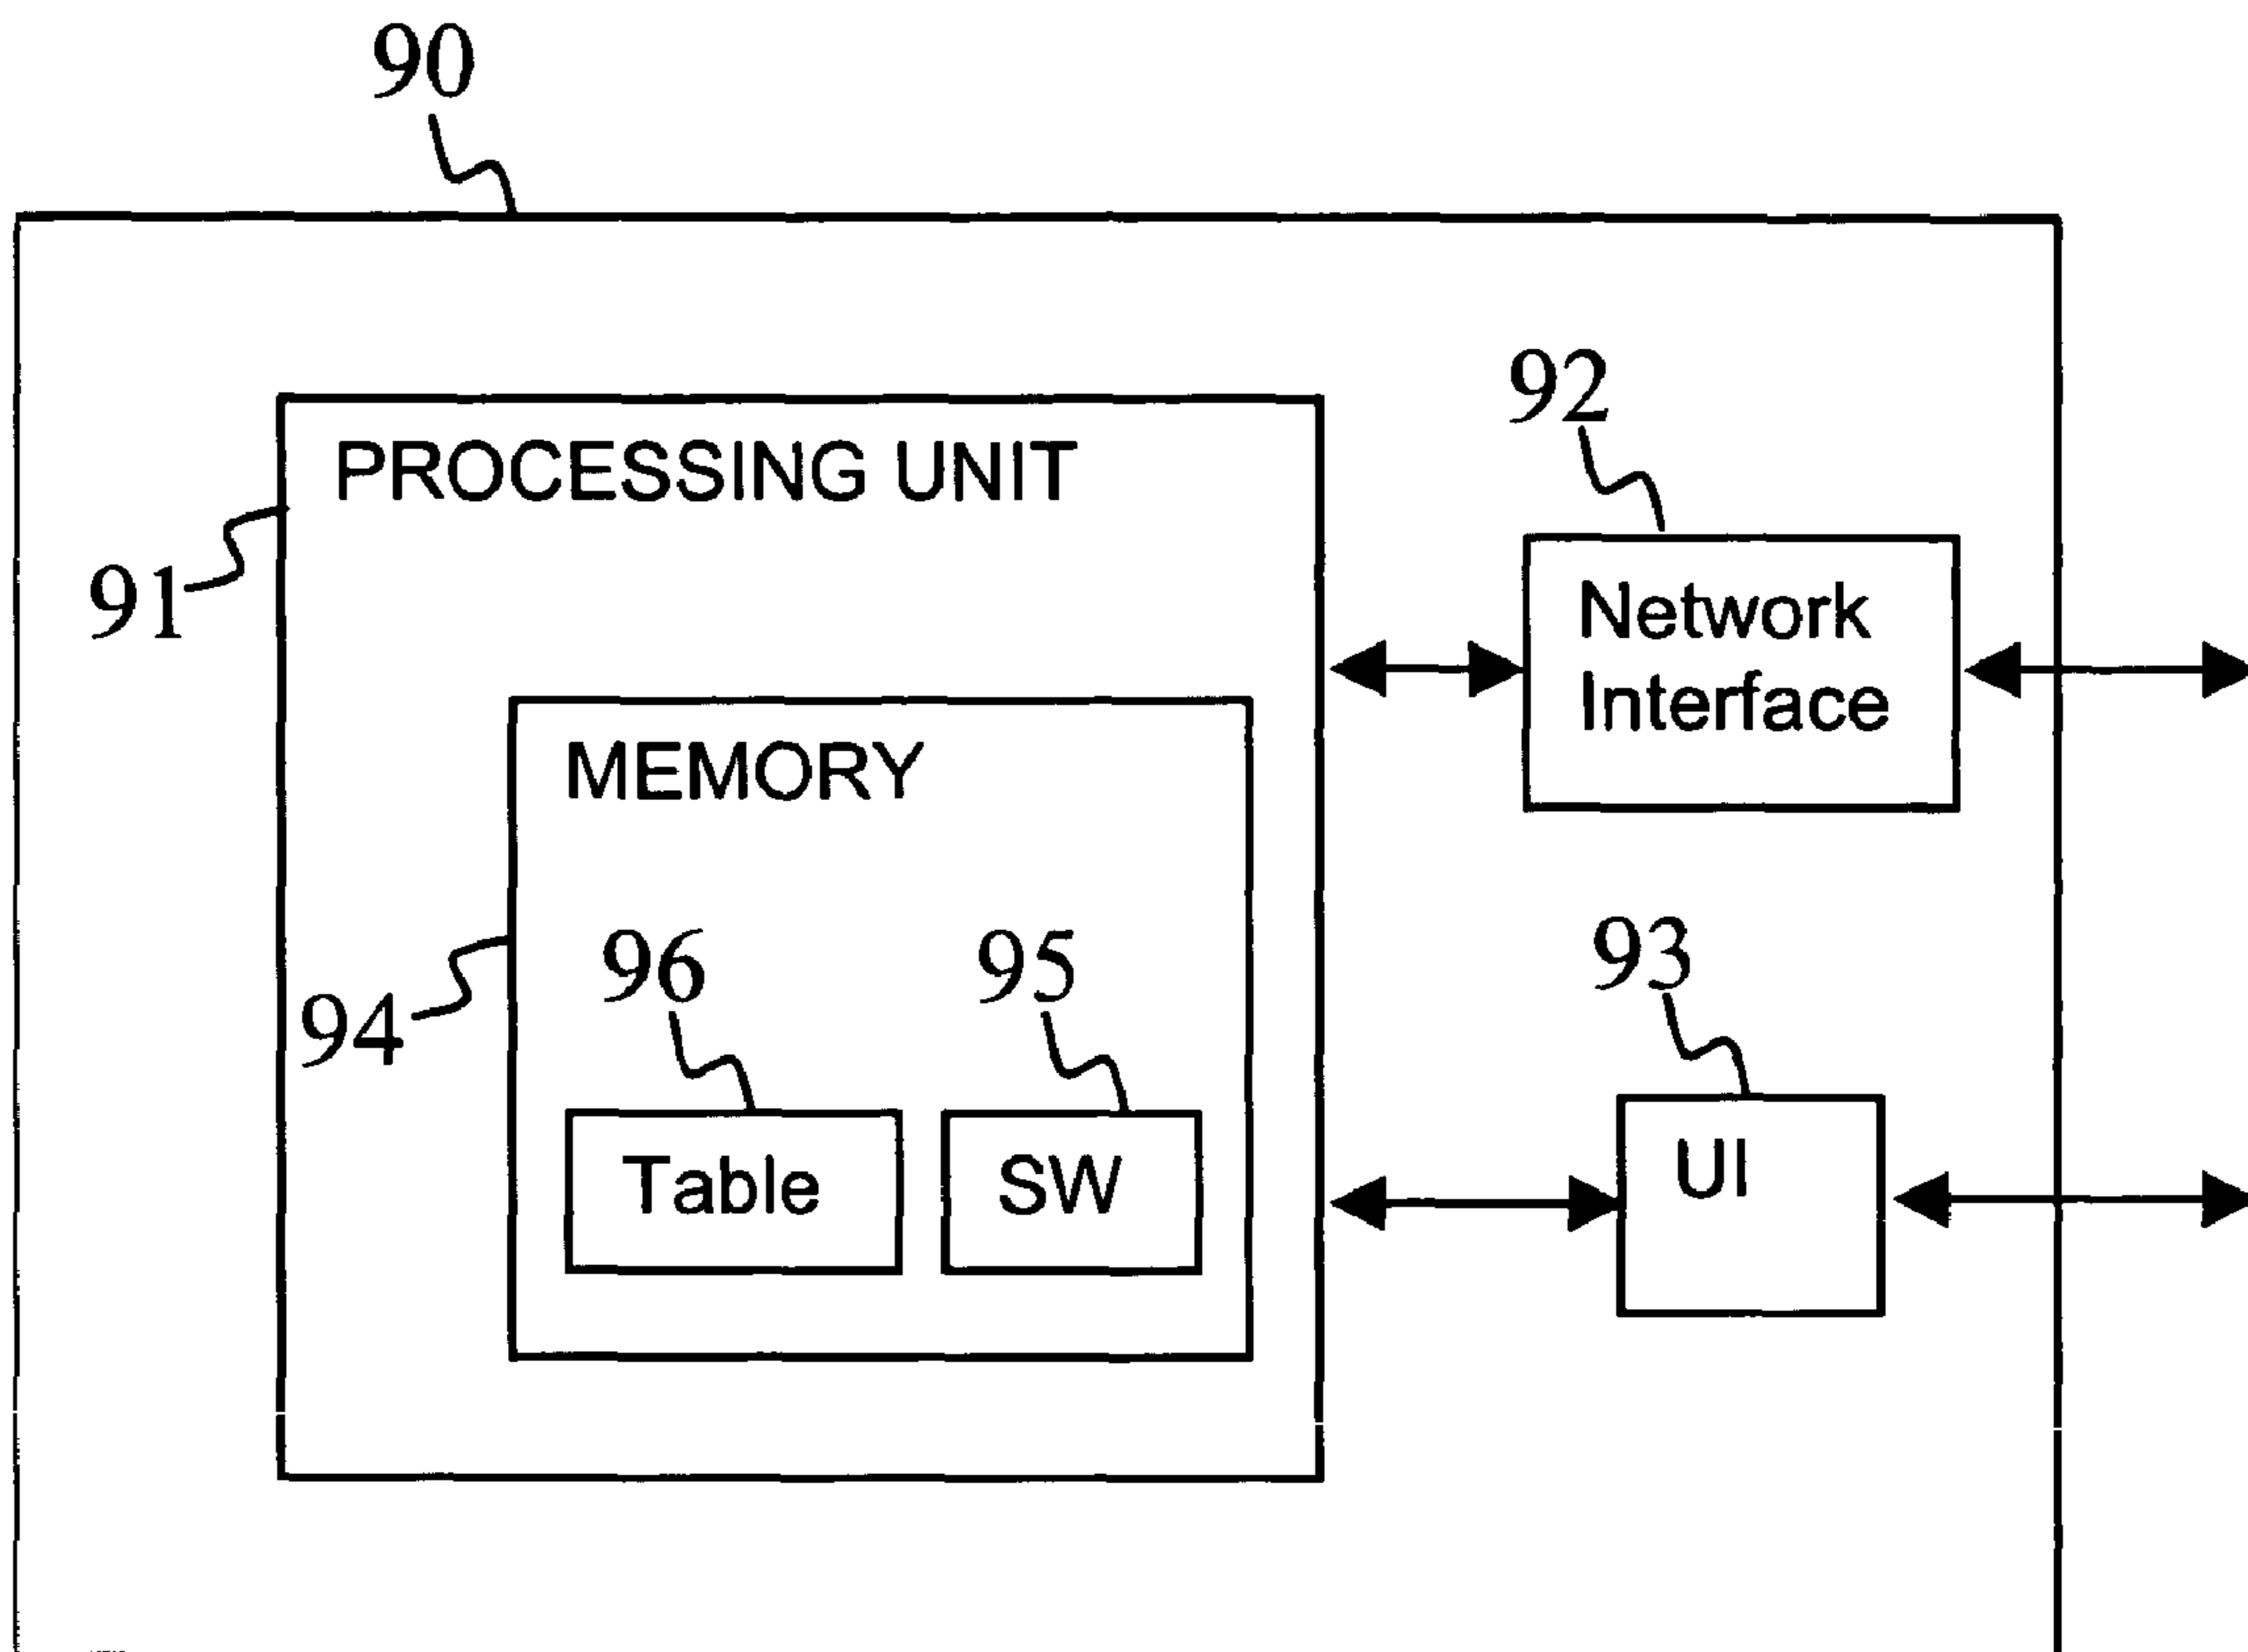 90
PROCESSING UNIT
91
92
Network
Interface
MEMORY
94
96
95
93
Table
SW
UI